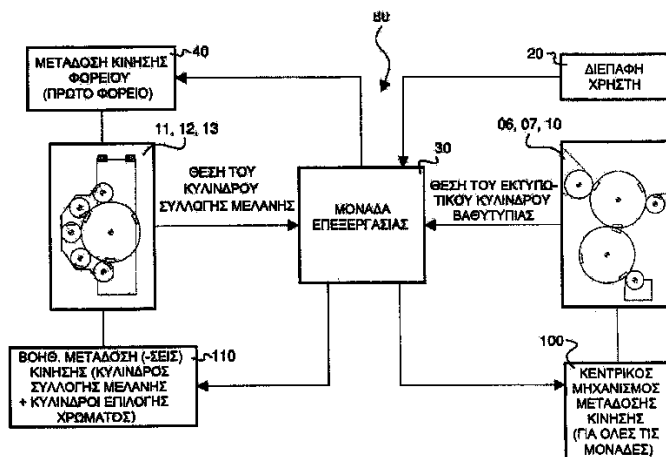 80
40
ΜΕΤΑΔΟΣΗ ΚΙΝΗΣΗΣ
ΦΟΡΕΙΟΥ
(ΠΡΩΤΟ ΦΟΡΕΙΟ)
20
ΔΙΕΠΑΦΗ
ΧΡΗΣΤΗ
11, 12, 13
ΘΕΣΗ ΤΟΥ
ΚΥΛΙΝΔΡΟΥ
ΣΥΛΛΟΓΗΣ ΜΕΛΑΝΗΣ
30
ΜΟΝΑΔΑ
ΕΠΕΞΕΡΓΑΣΙΑΣ
06, 07, 10
ΘΕΣΗ ΤΟΥ ΕΚΤΥΠΩ-
ΤΙΚΟΥ ΚΥΛΙΝΔΡΟΥ
ΒΑΘΥΤΥΠΙΑΣ
110
ΒΟΗΘ. ΜΕΤΑΔΟΣΗ (-ΣΕΙΣ)
ΚΙΝΗΣΗΣ (ΚΥΛΙΝΔΡΟΣ
ΣΥΛΛΟΓΗΣ ΜΕΛΑΝΗΣ
+ ΚΥΛΙΝΔΡΟΙ ΕΠΙΛΟΓΗΣ
ΧΡΩΜΑΤΟΣ)
100
ΚΕΝΤΡΙΚΟΣ
ΜΗΧΑΝΙΣΜΟΣ
ΜΕΤΑΔΟΣΗΣ
ΚΙΝΗΣΗΣ
(ΓΙΑ ΟΛΕΣ ΤΙΣ
ΜΟΝΑΔΕΣ)